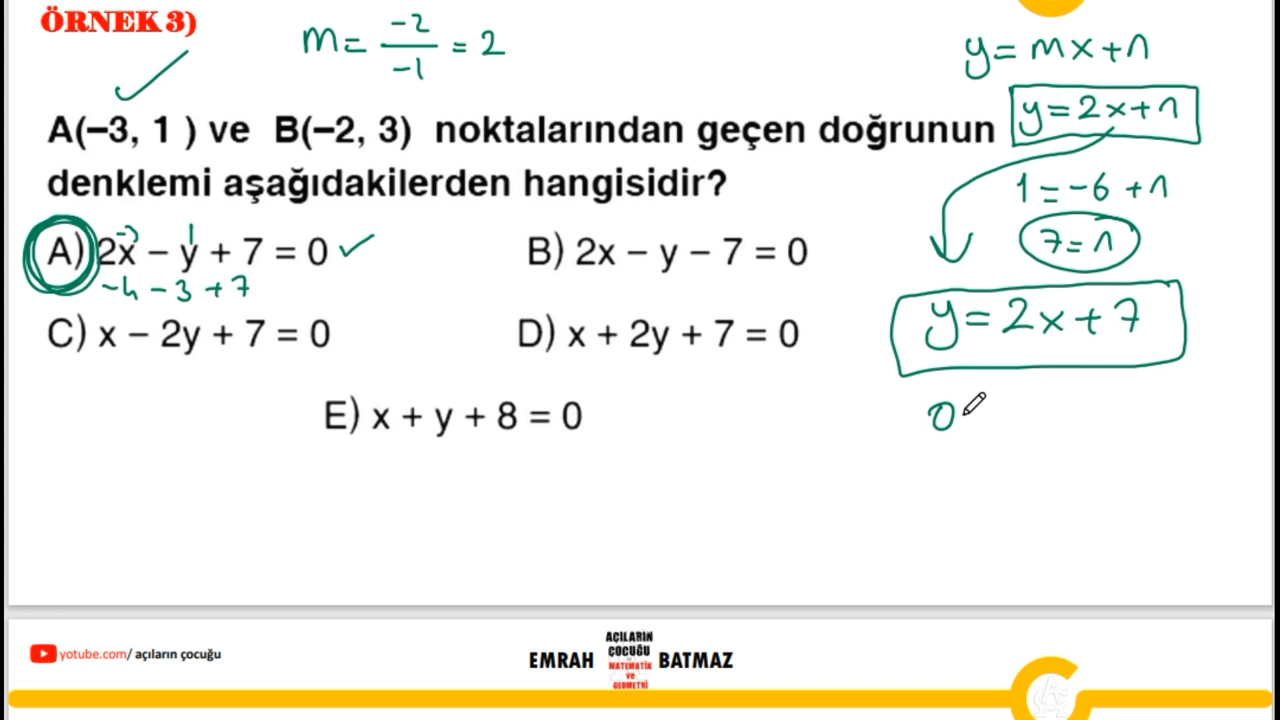 ÖRNEK 3)
m = -2 / -1 = 2
y = mx + n
A(–3, 1 ) ve B(–2, 3) noktalarından geçen doğrunun
y = 2x + n
denklemi aşağıdakilerden hangisidir?
1 = -6 + n
7 = n
A) 2x – y + 7 = 0
B) 2x – y – 7 = 0
-4 - 3 + 7
y = 2x + 7
C) x – 2y + 7 = 0
D) x + 2y + 7 = 0
E) x + y + 8 = 0
0
yotube.com/ açıların çocuğu
EMRAH
AÇILARIN
ÇOCUĞU
MATEMATİK
ve
GEOMETRİ
BATMAZ